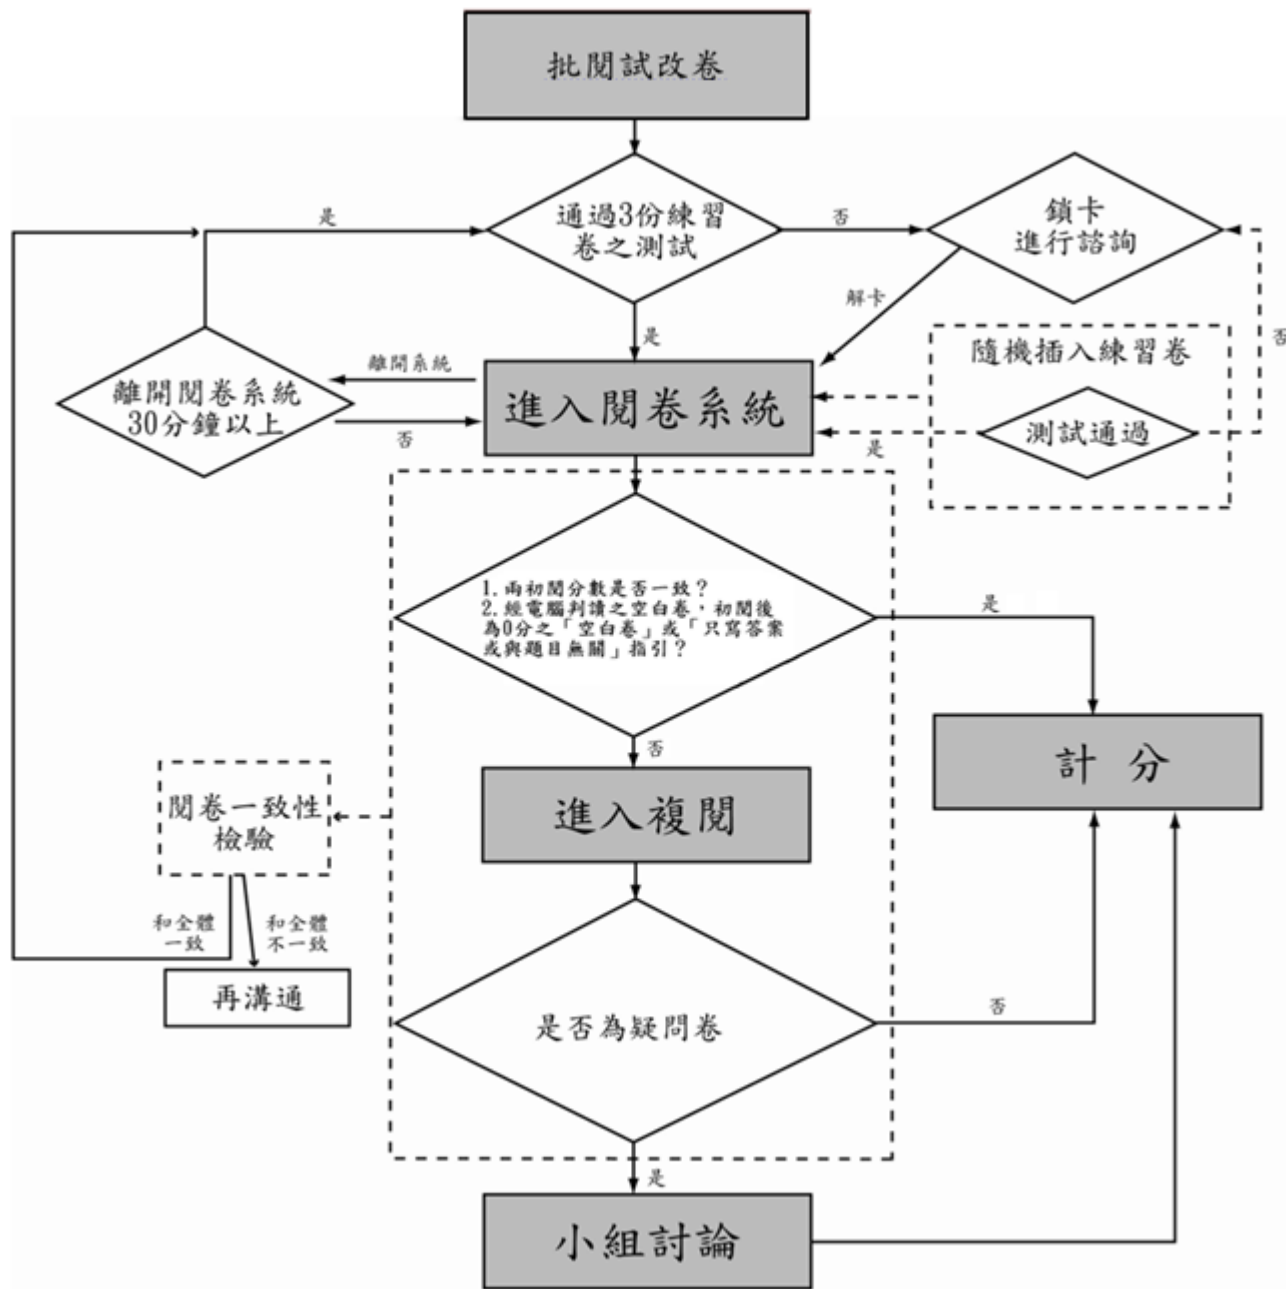 批閱試改卷
是
通過3份練習
卷之測試
否
鎖卡
進行諮詢
解卡
是
否
隨機插入練習卷
離開系統
離開閱卷系統
30分鐘以上
進入閱卷系統
測試通過
否
是
1. 兩初閱分數是否一致？
2. 經電腦判讀之空白卷，初閱後
為0分之「空白卷」或「只寫答案
或與題目無關」指引？
是
否
計 分
閱卷一致性
檢驗
進入複閱
和全體
一致
和全體
不一致
再溝通
是否為疑問卷
否
是
小組討論